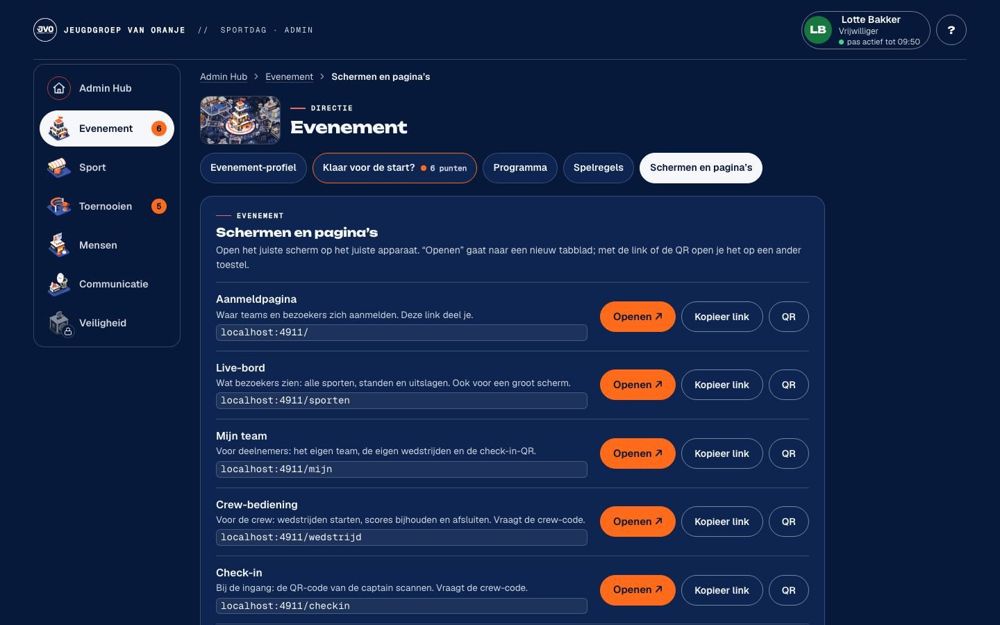 JVO JEUGDGROEP VAN ORANJE // SPORTDAG · ADMIN
LB
Lotte Bakker
Vrijwilliger
pas actief tot 09:50
?
Admin Hub
Evenement 6
Sport
Toernooien 5
Mensen
Communicatie
Veiligheid
Admin Hub > Evenement > Schermen en pagina's
DIRECTIE
Evenement
Evenement-profiel
Klaar voor de start? 6 punten
Programma
Spelregels
Schermen en pagina's
EVENEMENT
Schermen en pagina's
Open het juiste scherm op het juiste apparaat. “Openen” gaat naar een nieuw tabblad; met de link of de QR open je het op een ander
toestel.
Aanmeldpagina
Waar teams en bezoekers zich aanmelden. Deze link deel je.
localhost:4911/
Openen ↗ Kopieer link QR
Live-bord
Wat bezoekers zien: alle sporten, standen en uitslagen. Ook voor een groot scherm.
localhost:4911/sporten
Openen ↗ Kopieer link QR
Mijn team
Voor deelnemers: het eigen team, de eigen wedstrijden en de check-in-QR.
localhost:4911/mijn
Openen ↗ Kopieer link QR
Crew-bediening
Voor de crew: wedstrijden starten, scores bijhouden en afsluiten. Vraagt de crew-code.
localhost:4911/wedstrijd
Openen ↗ Kopieer link QR
Check-in
Bij de ingang: de QR-code van de captain scannen. Vraagt de crew-code.
localhost:4911/checkin
Openen ↗ Kopieer link QR